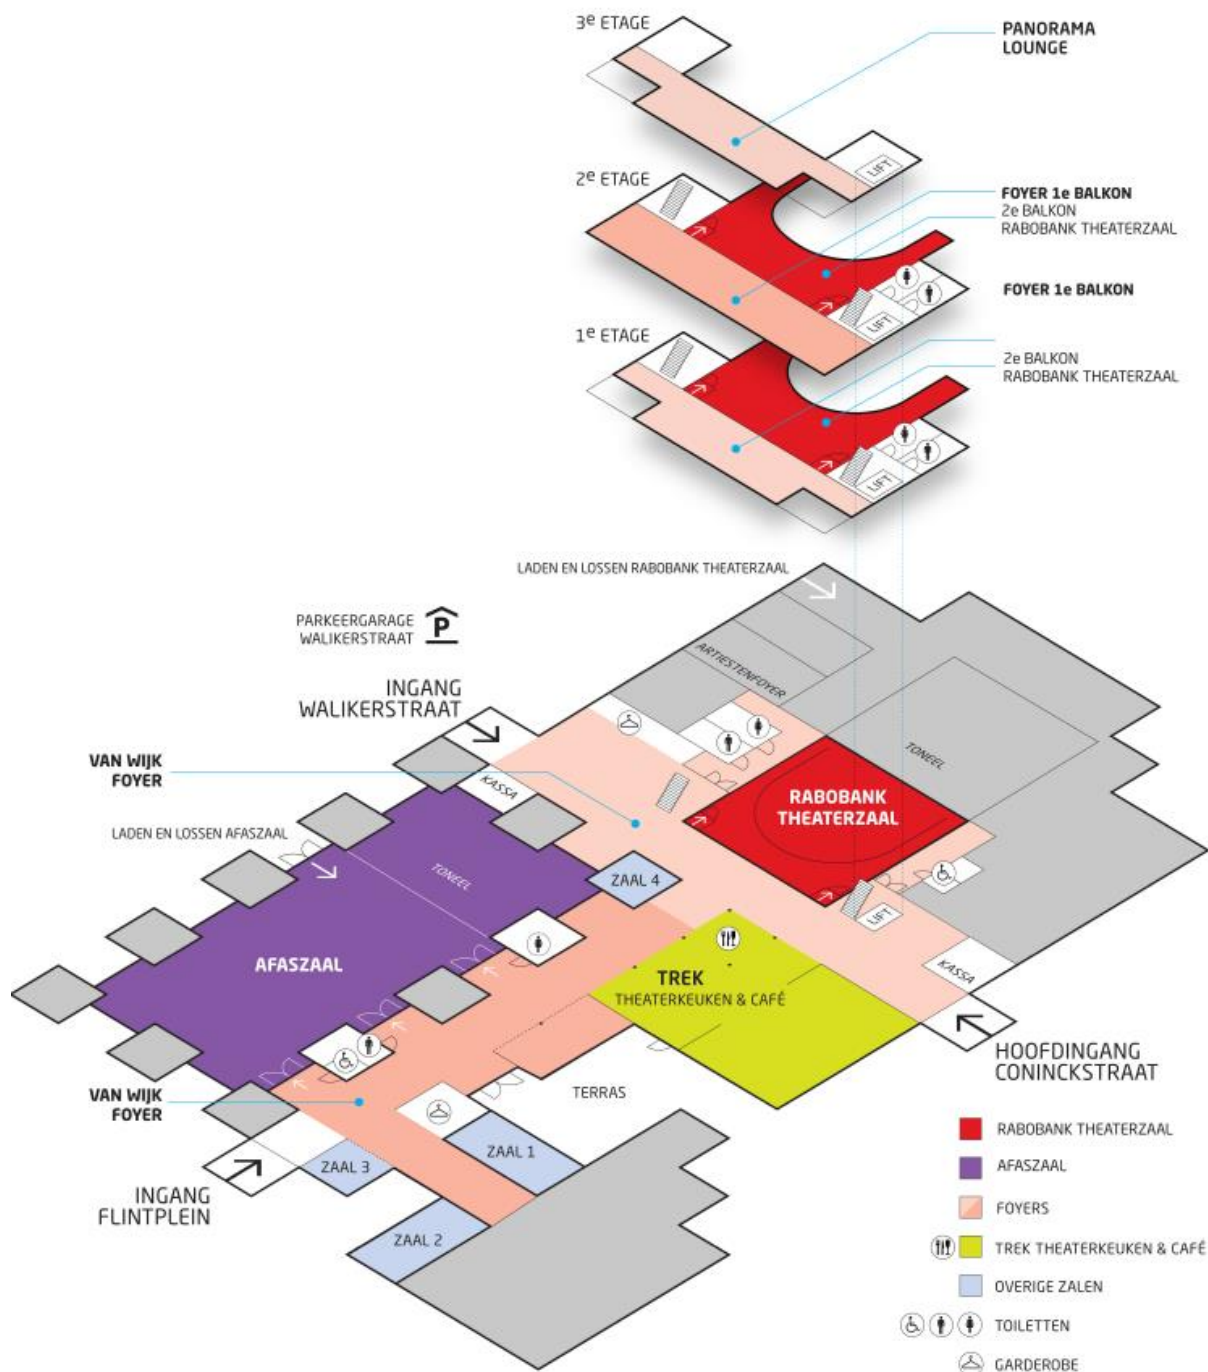 3e ETAGE
PANORAMA
LOUNGE
LIFT
2e ETAGE
FOYER 1e BALKON
2e BALKON
RABOBANK THEATERZAAL
FOYER 1e BALKON
LIFT
1e ETAGE
2e BALKON
RABOBANK THEATERZAAL
LIFT
LADEN EN LOSSEN RABOBANK THEATERZAAL
PARKEERGARAGE
WALIKERSTRAAT
P
ARTIESTENFOYER
INGANG
WALIKERSTRAAT
TONEEL
VAN WIJK
FOYER
KASSA
RABOBANK
THEATERZAAL
LADEN EN LOSSEN AFASZAAL
TONEEL
ZAAL 4
LIFT
AFASZAAL
TREK
THEATERKEUKEN & CAFÉ
KASSA
HOOFDINGANG
CONINCKSTRAAT
TERRAS
VAN WIJK
FOYER
ZAAL 1
ZAAL 3
INGANG
FLINTPLEIN
ZAAL 2
RABOBANK THEATERZAAL
AFASZAAL
FOYERS
TREK THEATERKEUKEN & CAFÉ
OVERIGE ZALEN
TOILETTEN
GARDEROBE